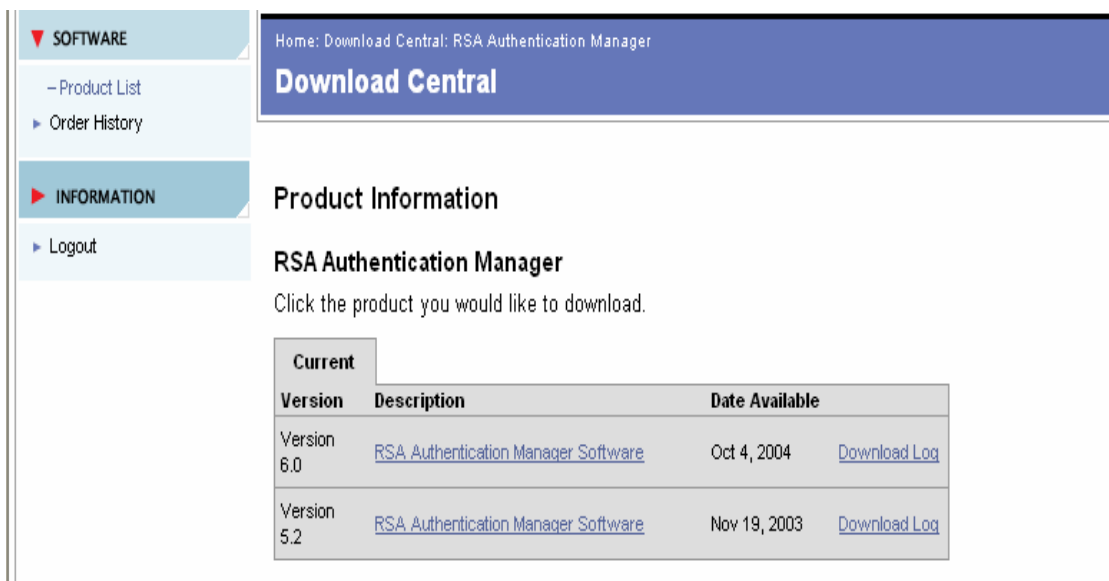 SOFTWARE
– Product List
Order History
INFORMATION
Logout
Home: Download Central: RSA Authentication Manager
Download Central
Product Information
RSA Authentication Manager
Click the product you would like to download.
Current
Version Description Date Available
Version 6.0 RSA Authentication Manager Software Oct 4, 2004 Download Log
Version 5.2 RSA Authentication Manager Software Nov 19, 2003 Download Log